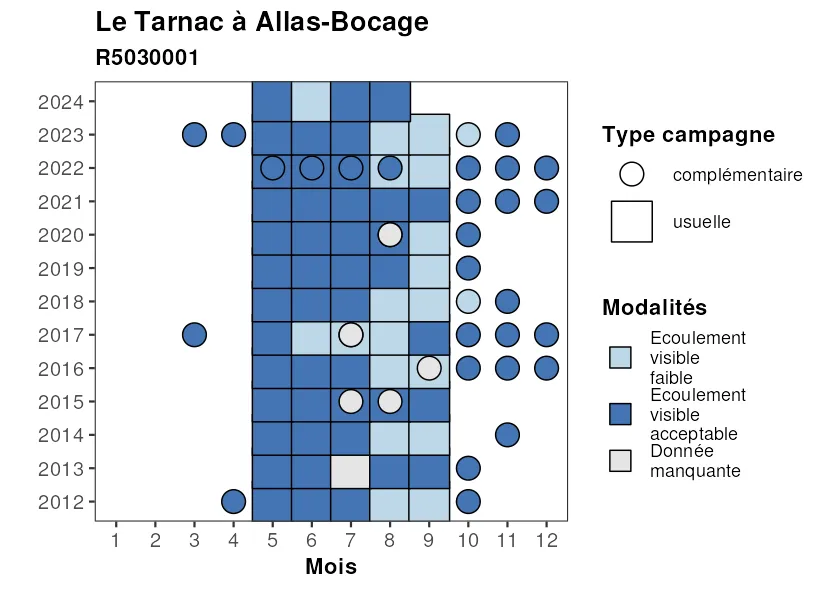 Le Tarnac à Allas-Bocage
R5030001
2024
2023
2022
2021
2020
2019
2018
2017
2016
2015
2014
2013
2012
1 2 3 4 5 6 7 8 9 10 11 12
Mois
Type campagne
complémentaire
usuelle
Modalités
Ecoulement
visible
faible
Ecoulement
visible
acceptable
Donnée
manquante